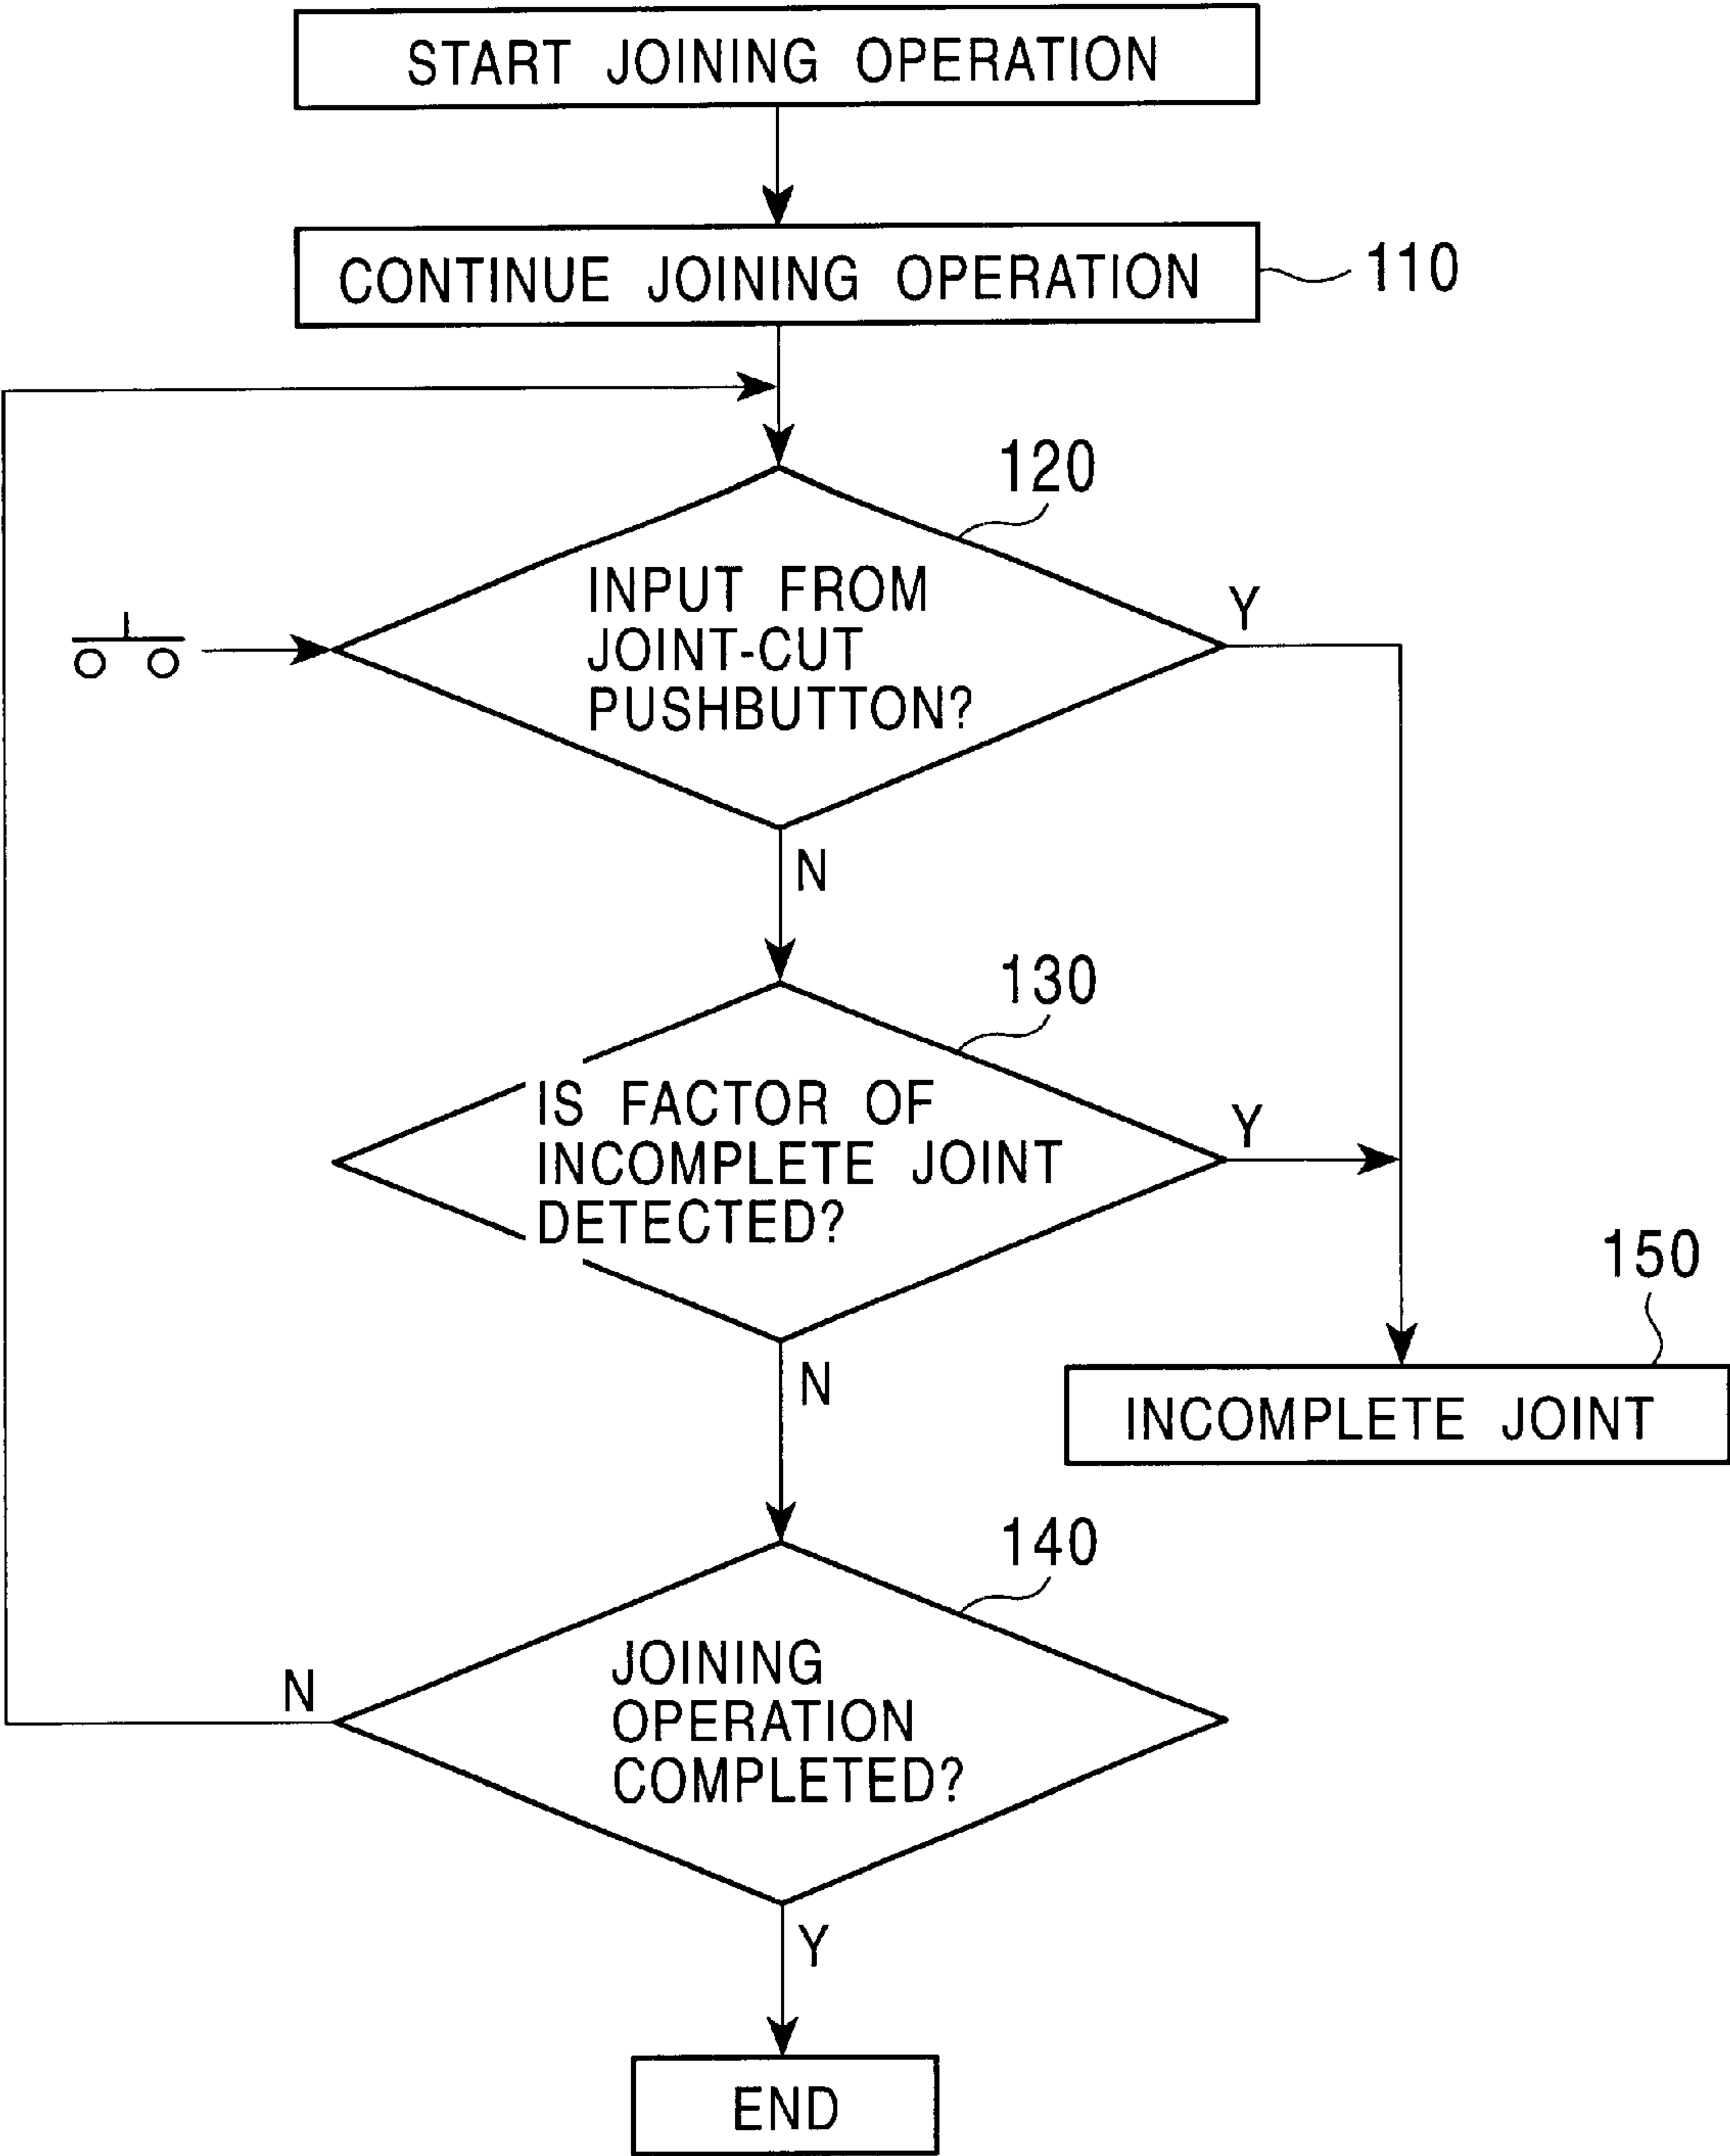 START JOINING OPERATION
CONTINUE JOINING OPERATION
110
120
INPUT FROM
JOINT-CUT
PUSHBUTTON?
Y
N
130
IS FACTOR OF
INCOMPLETE JOINT
DETECTED?
Y
N
150
INCOMPLETE JOINT
140
JOINING
OPERATION
COMPLETED?
N
Y
END